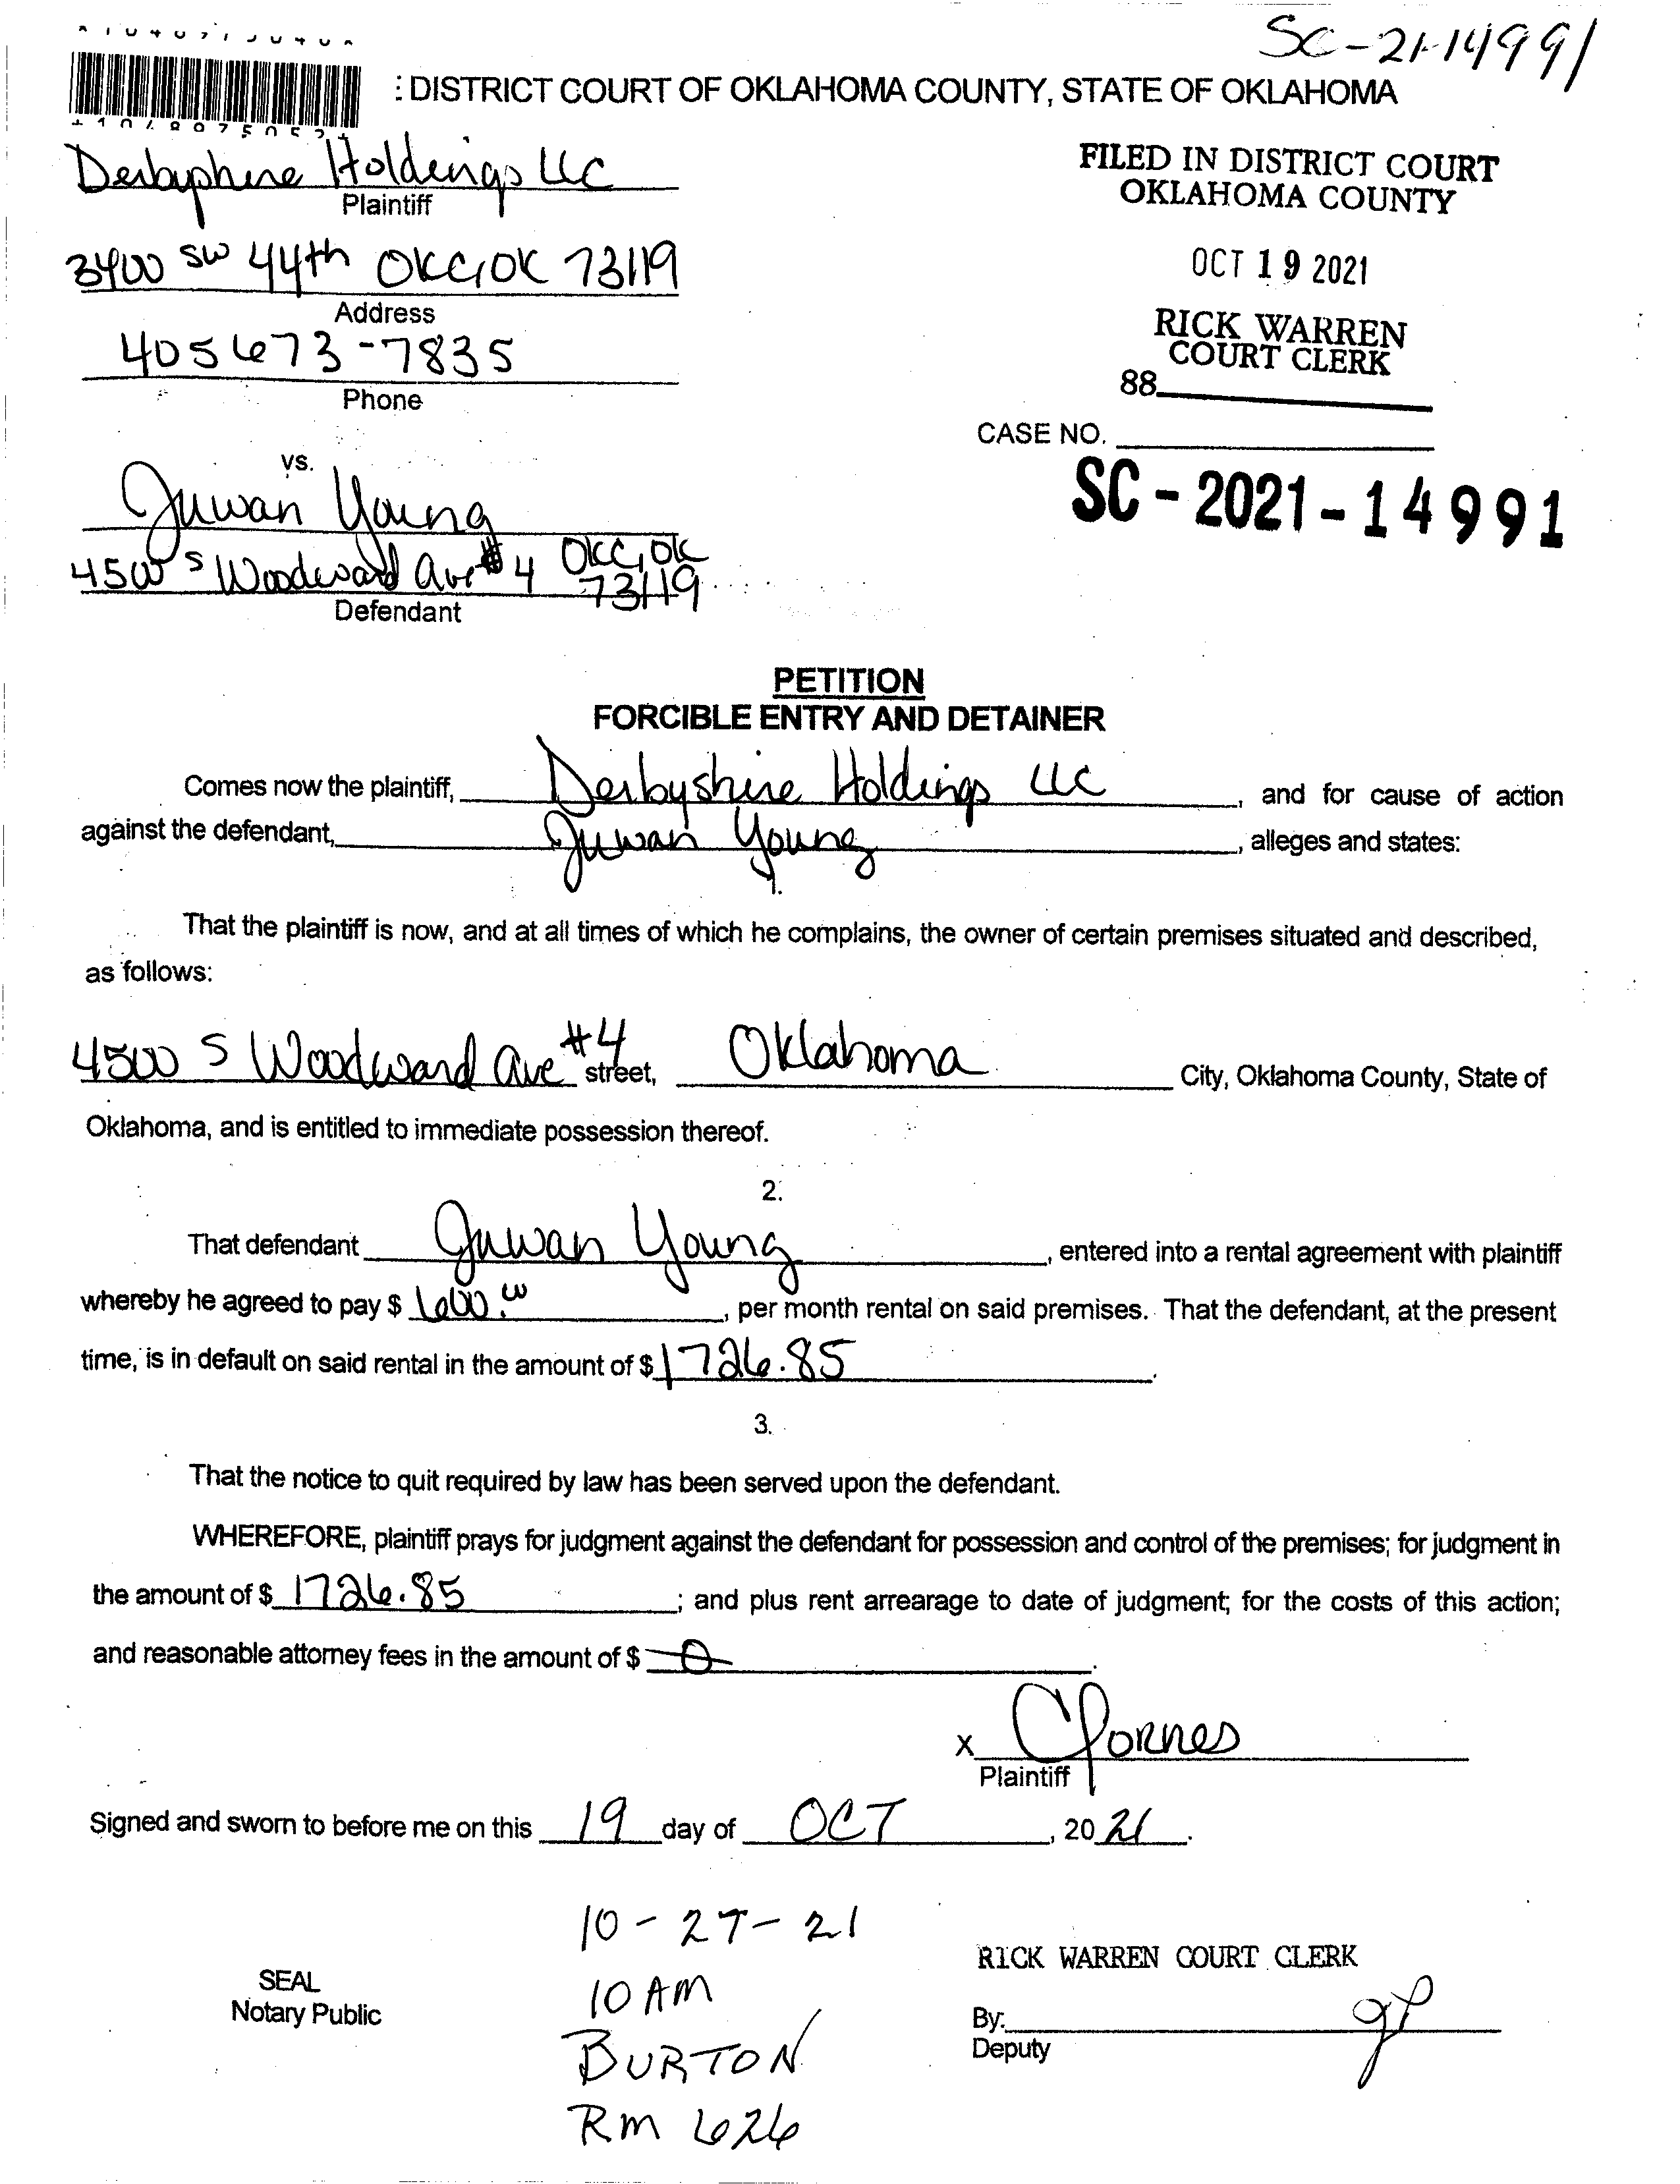 SC-21-14991
: DISTRICT COURT OF OKLAHOMA COUNTY, STATE OF OKLAHOMA
Derbyshire Holdings LLC
Plaintiff
3400 SW 44th OKC, OK 73119
Address
405 673-7835
Phone
FILED IN DISTRICT COURT
OKLAHOMA COUNTY
OCT 19 2021
RICK WARREN
COURT CLERK
88
CASE NO.
SC-2021-14991
vs.
Juwan Young
4500 S Woodward Ave #4 OKC, OK
73119
Defendant
PETITION
FORCIBLE ENTRY AND DETAINER
Comes now the plaintiff, Derbyshire Holdings LLC, and for cause of action
against the defendant, Juwan Young, alleges and states:
1.
That the plaintiff is now, and at all times of which he complains, the owner of certain premises situated and described,
as follows:
4500 S Woodward Ave #4 street, Oklahoma City, Oklahoma County, State of
Oklahoma, and is entitled to immediate possession thereof.
2.
That defendant Juwan Young, entered into a rental agreement with plaintiff
whereby he agreed to pay $ 600.00, per month rental on said premises. That the defendant, at the present
time, is in default on said rental in the amount of $ 1726.85.
3.
That the notice to quit required by law has been served upon the defendant.
WHEREFORE, plaintiff prays for judgment against the defendant for possession and control of the premises; for judgment in
the amount of $ 1726.85; and plus rent arrearage to date of judgment; for the costs of this action;
and reasonable attorney fees in the amount of $ 0.
X CFornes
Plaintiff
Signed and sworn to before me on this 19 day of OCT, 2021.
10-27-21
10 AM
BURTON
RM 626
SEAL
Notary Public
RICK WARREN COURT CLERK
By:
Deputy